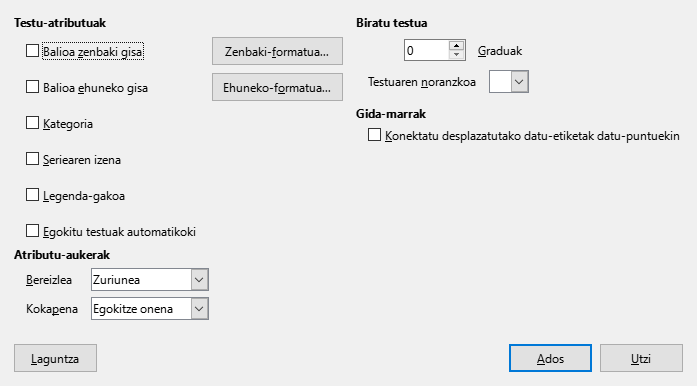 Testu-atributuak
Balioa zenbaki gisa
Zenbaki-formatua...
Balioa ehuneko gisa
Ehuneko-formatua...
Kategoria
Seriearen izena
Legenda-gakoa
Egokitu testuak automatikoki
Atributu-aukerak
Bereizlea Zuriunea
Kokapena Egokitze onena
Biratu testua
0 Graduak
Testuaren noranzkoa
Gida-marrak
Konektatu desplazatutako datu-etiketak datu-puntuekin
Laguntza
Ados
Utzi